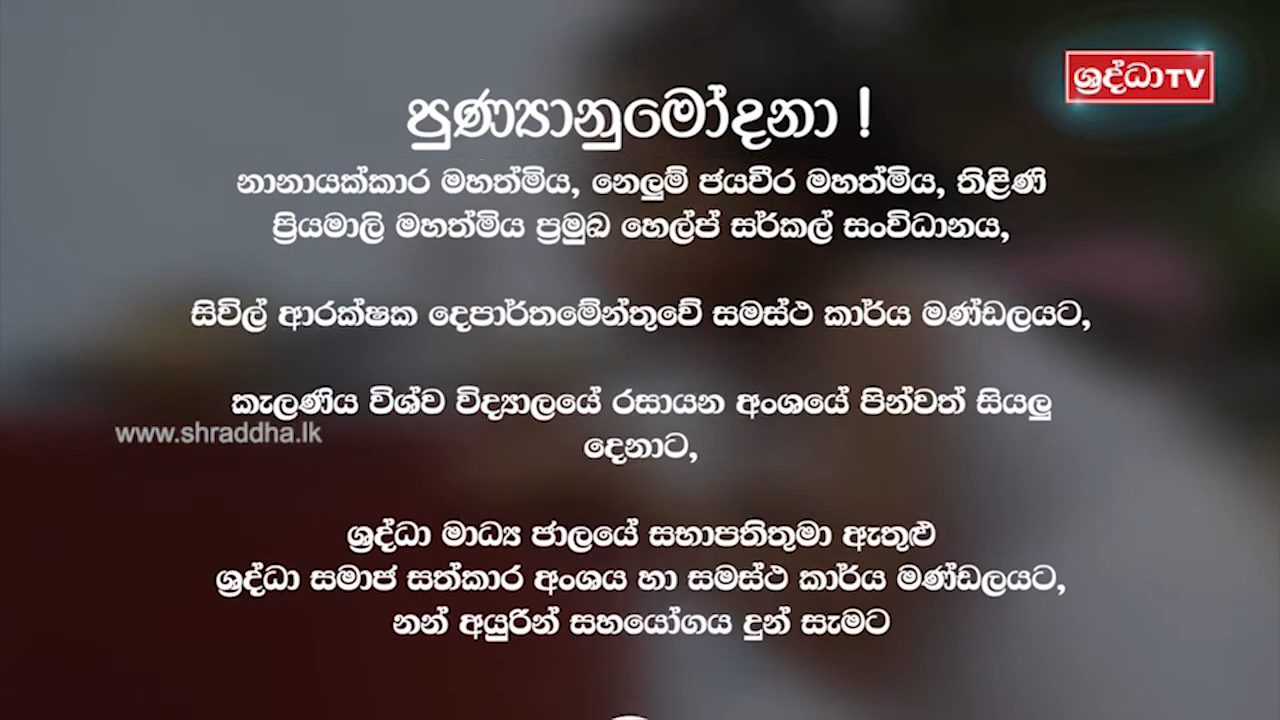 ශ්‍රද්ධාTV
පුණ්‍යානුමෝදනා !
නානායක්කාර මහත්මිය, නෙලුම් ජයවීර මහත්මිය, තිළිණි
ප්‍රියමාලි මහත්මිය ප්‍රමුඛ හෙල්ප් සර්කල් සංවිධානය,
සිවිල් ආරක්ෂක දෙපාර්තමේන්තුවේ සමස්ථ කාර්ය මණ්ඩලයට,
කැලණිය විශ්ව විද්‍යාලයේ රසායන අංශයේ පින්වත් සියලු
www.shraddha.lk
දෙනාට,
ශ්‍රද්ධා මාධ්‍ය ජාලයේ සභාපතිතුමා ඇතුළු
ශ්‍රද්ධා සමාජ සත්කාර අංශය හා සමස්ථ කාර්ය මණ්ඩලයට,
නන් අයුරින් සහයෝගය දුන් සැමට